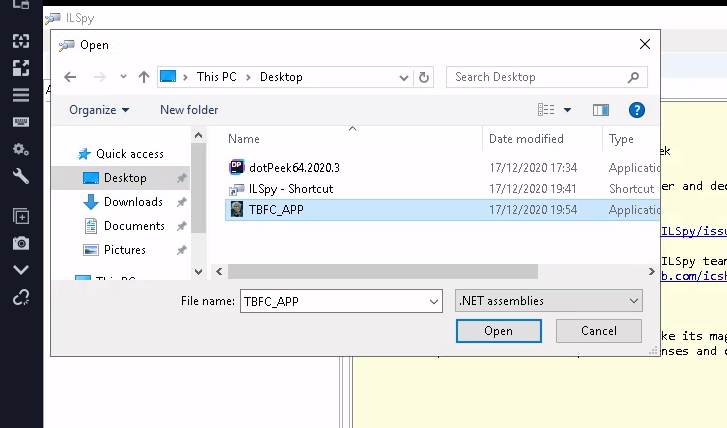 ILSpy
Open
This PC > Desktop
Search Desktop
Organize
New folder
Name Date modified Type
Quick access
Desktop
Downloads
Documents
Pictures
dotPeek64.2020.3 17/12/2020 17:34 Applicatio
ILSpy - Shortcut 17/12/2020 19:41 Shortcut
TBFC_APP 17/12/2020 19:54 Applicatio
File name: TBFC_APP
.NET assemblies
Open Cancel
ek
er and dec
ILSpy/issu
ILSpy team
b.com/icsh
ke its mag
nses and c